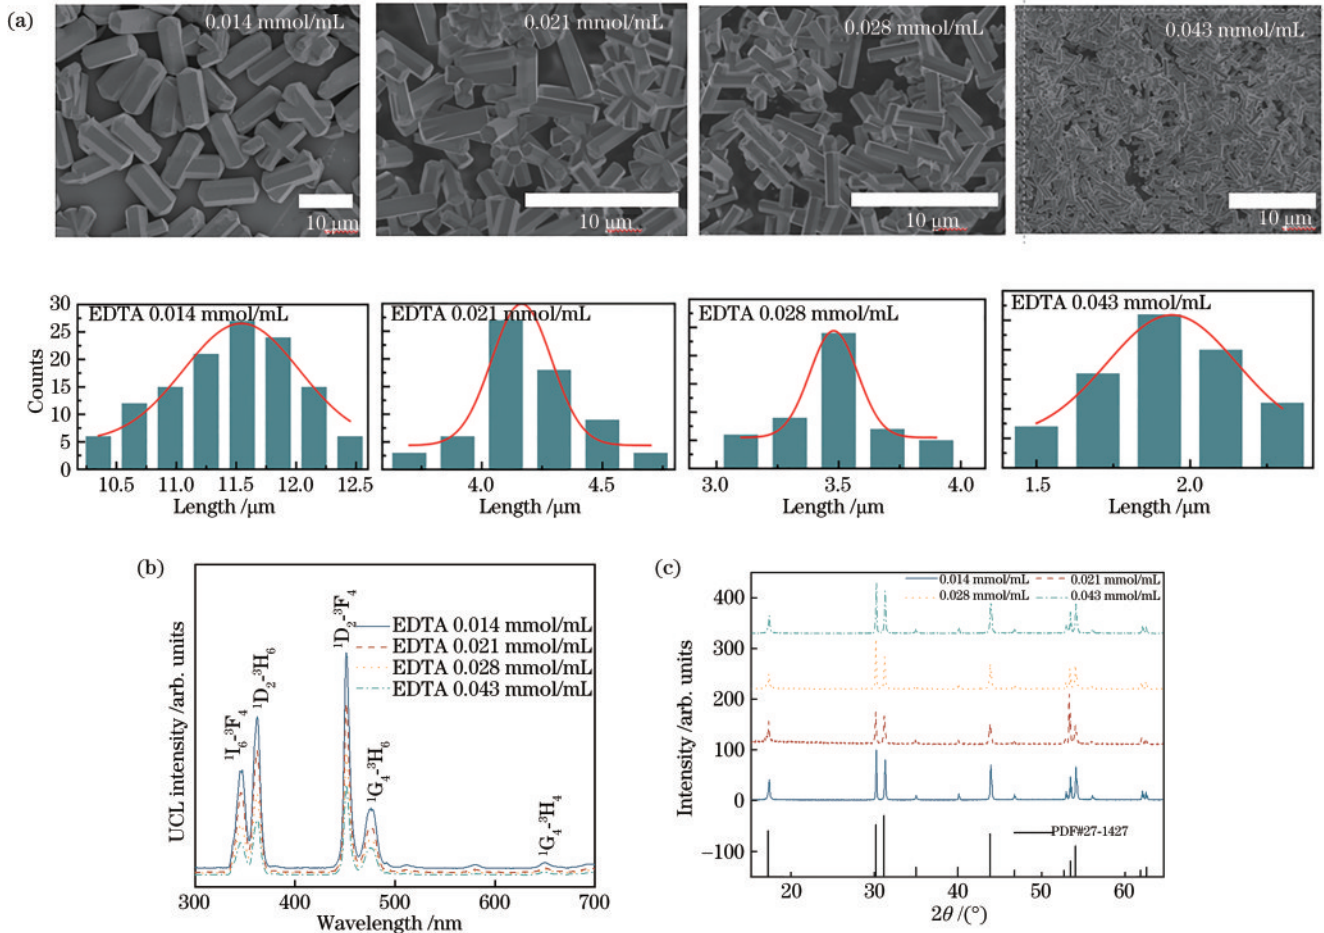 (a)
0.014 mmol/mL
0.021 mmol/mL
0.028 mmol/mL
0.043 mmol/mL
10 μm
10 μm
10 μm
10 μm
EDTA 0.014 mmol/mL
EDTA 0.021 mmol/mL
EDTA 0.028 mmol/mL
EDTA 0.043 mmol/mL
Counts
30
25
20
15
10
5
0
10.5 11.0 11.5 12.0 12.5
4.0 4.5
3.0 3.5 4.0
1.5 2.0
Length /μm
Length /μm
Length /μm
Length /μm
(b)
UCL intensity /arb. units
¹I₆-³F₄
¹D₂-³H₆
¹D₂-³F₄
¹G₄-³H₆
¹G₄-³H₄
EDTA 0.014 mmol/mL
EDTA 0.021 mmol/mL
EDTA 0.028 mmol/mL
EDTA 0.043 mmol/mL
300 400 500 600 700
Wavelength /nm
(c)
Intensity /arb. units
0.014 mmol/mL 0.021 mmol/mL
0.028 mmol/mL 0.043 mmol/mL
400
300
200
100
0
−100
PDF#27-1427
20 30 40 50 60
2θ /(°)